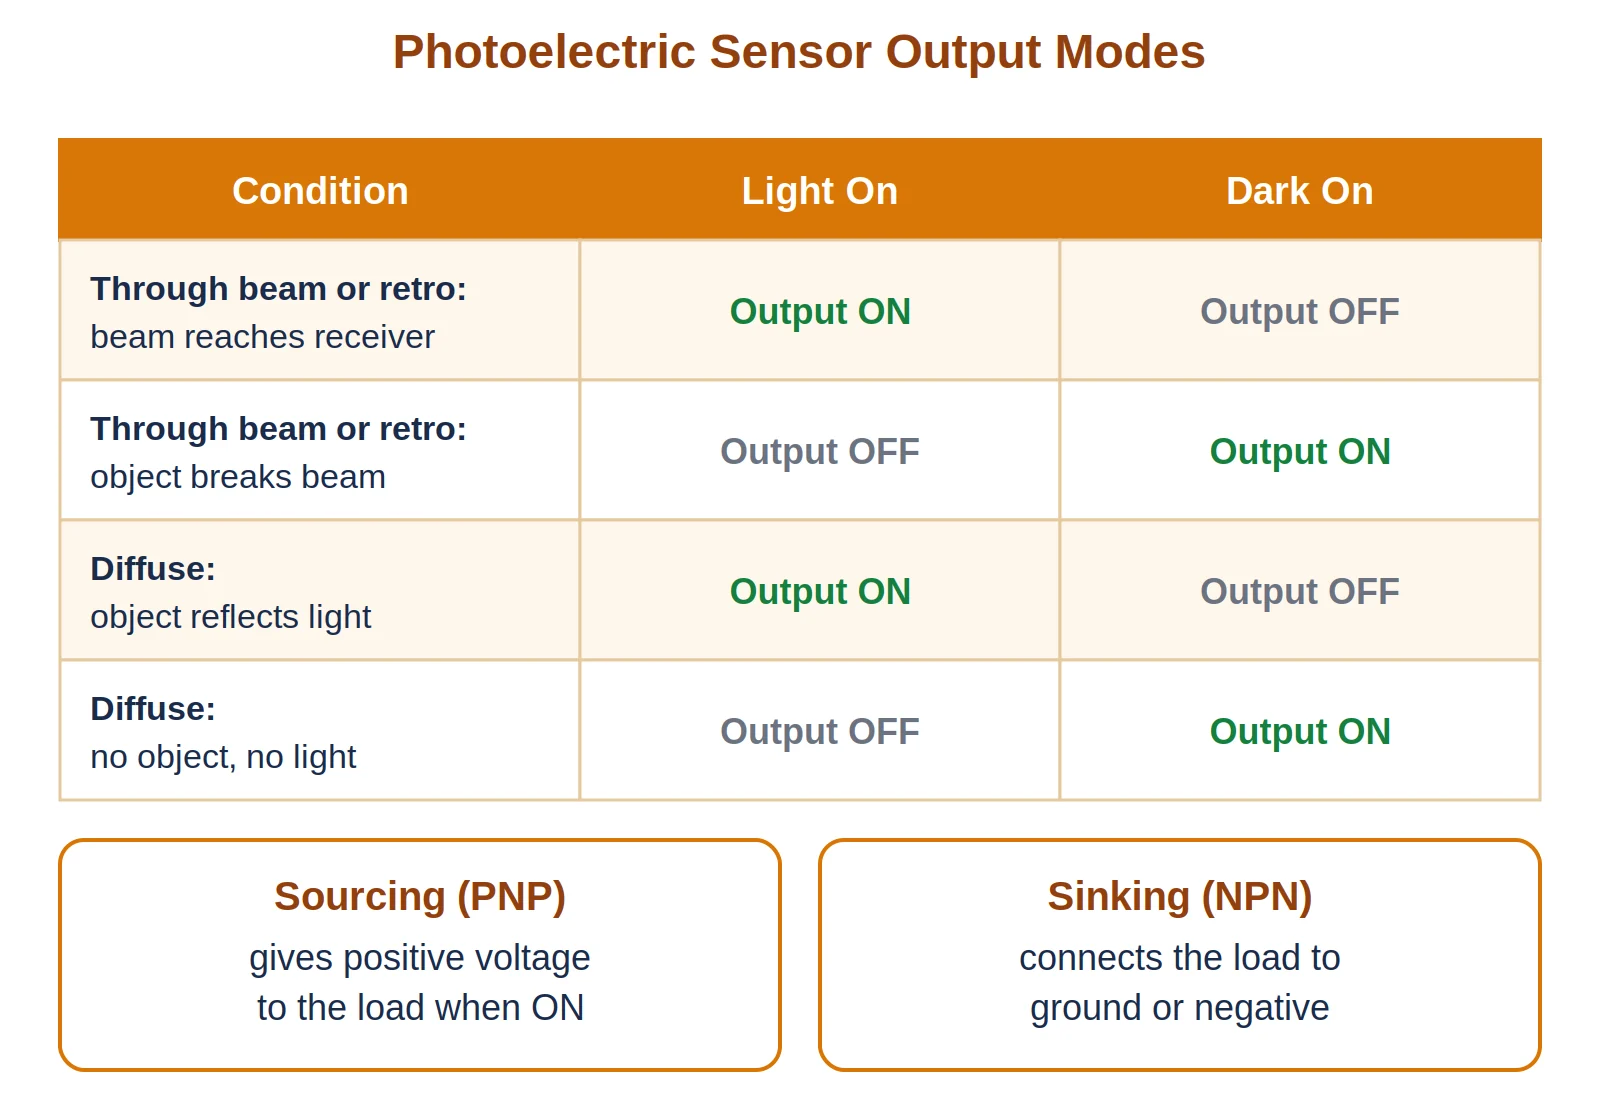 Photoelectric Sensor Output Modes
Condition Light On Dark On
Through beam or retro:
beam reaches receiver
Output ON Output OFF
Through beam or retro:
object breaks beam
Output OFF Output ON
Diffuse:
object reflects light
Output ON Output OFF
Diffuse:
no object, no light
Output OFF Output ON
Sourcing (PNP)
gives positive voltage
to the load when ON
Sinking (NPN)
connects the load to
ground or negative